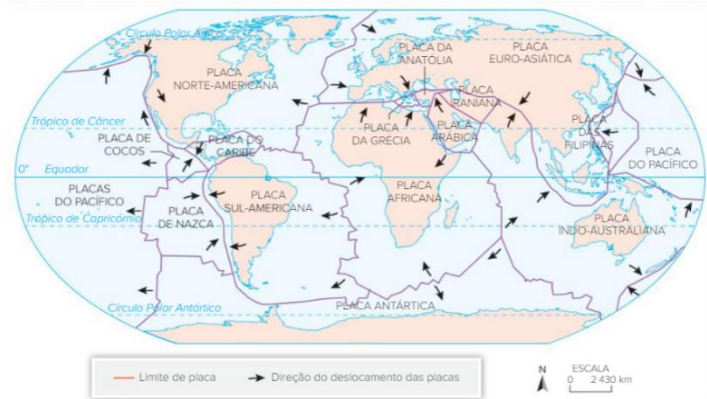 Círculo Polar Ártico
PLACA DA
ANATÓLIA
PLACA
EURO-ASIÁTICA
PLACA
NORTE-AMERICANA
PLACA
IRANIANA
Trópico de Câncer
PLACA DE
COCOS
PLACA DO
CARIBE
PLACA
DA GRÉCIA
PLACA
ARÁBICA
PLACA
DAS
FILIPINAS
PLACA
DO PACÍFICO
0° Equador
PLACAS
DO PACÍFICO
PLACA
DE NAZCA
PLACA
SUL-AMERICANA
PLACA
AFRICANA
Trópico de Capricórnio
PLACA
INDO-AUSTRALIANA
Círculo Polar Antártico
PLACA ANTÁRTICA
Limite de placa
Direção do deslocamento das placas
N
ESCALA
0 2 430 km